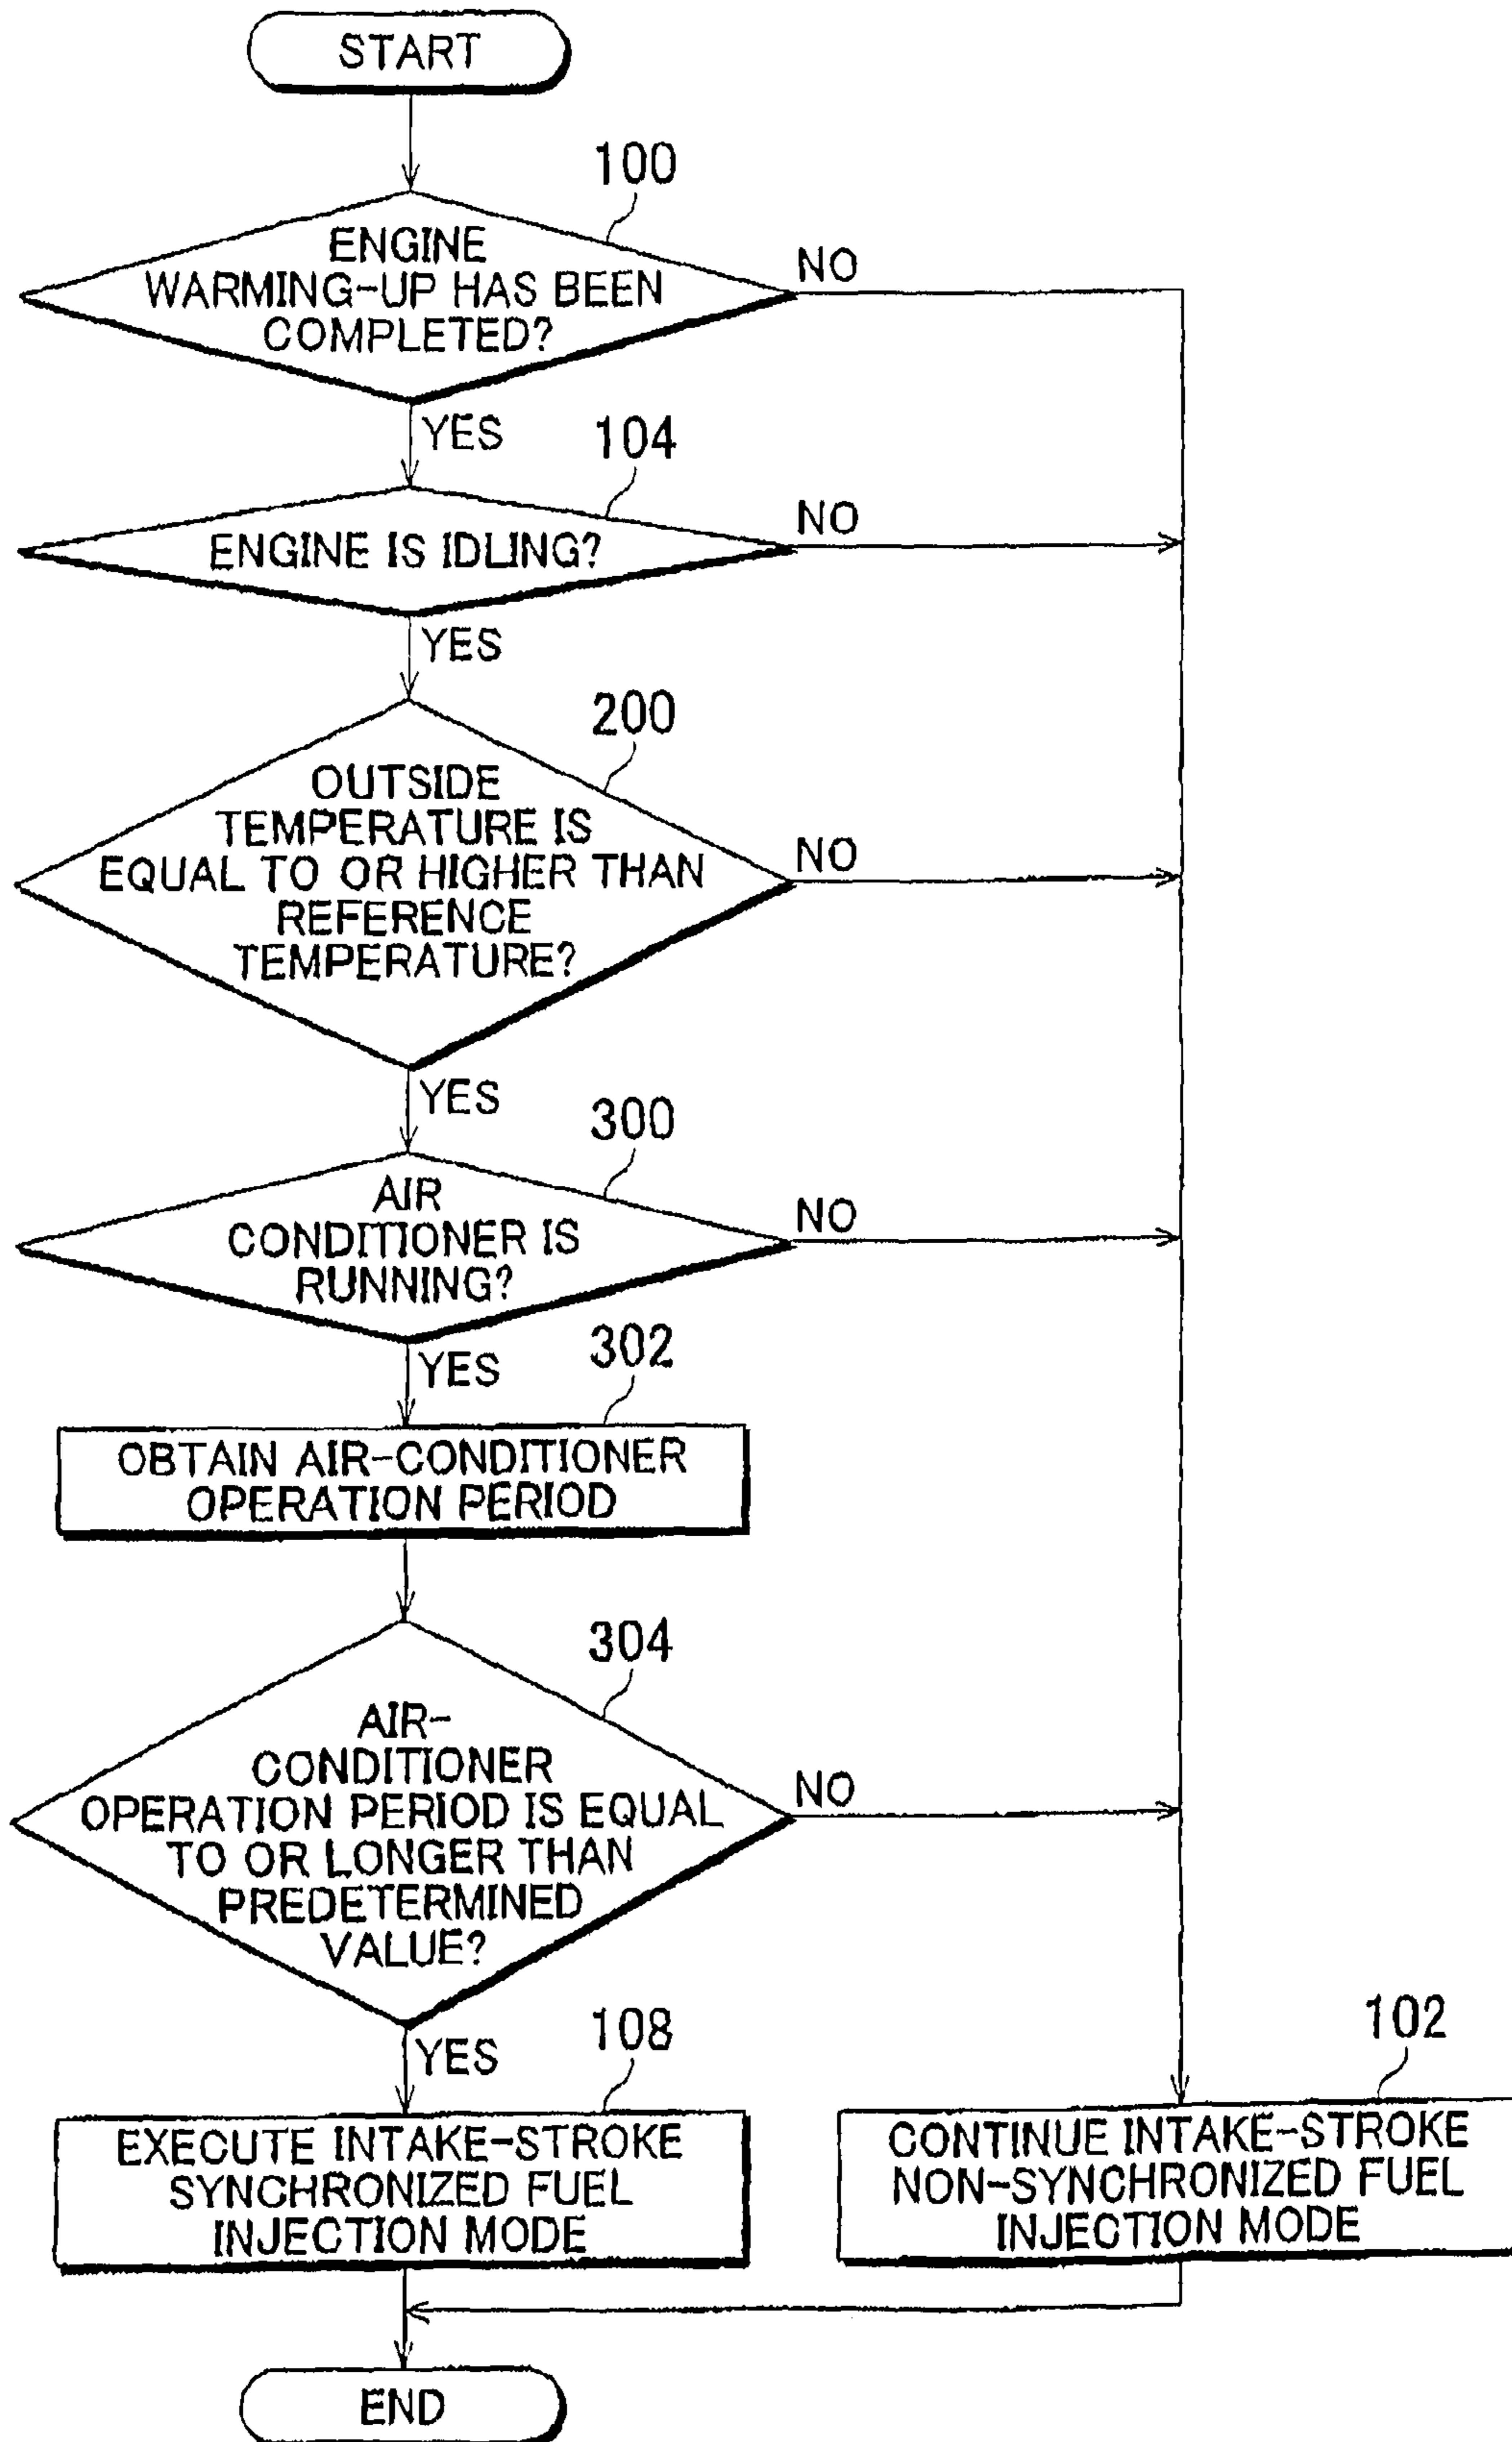 START
100
ENGINE
WARMING-UP HAS BEEN
COMPLETED?
NO
YES
104
ENGINE IS IDLING?
NO
YES
200
OUTSIDE
TEMPERATURE IS
EQUAL TO OR HIGHER THAN
REFERENCE
TEMPERATURE?
NO
YES
300
AIR
CONDITIONER IS
RUNNING?
NO
YES
302
OBTAIN AIR-CONDITIONER
OPERATION PERIOD
304
AIR-
CONDITIONER
OPERATION PERIOD IS EQUAL
TO OR LONGER THAN
PREDETERMINED
VALUE?
NO
YES
108
EXECUTE INTAKE-STROKE
SYNCHRONIZED FUEL
INJECTION MODE
102
CONTINUE INTAKE-STROKE
NON-SYNCHRONIZED FUEL
INJECTION MODE
END